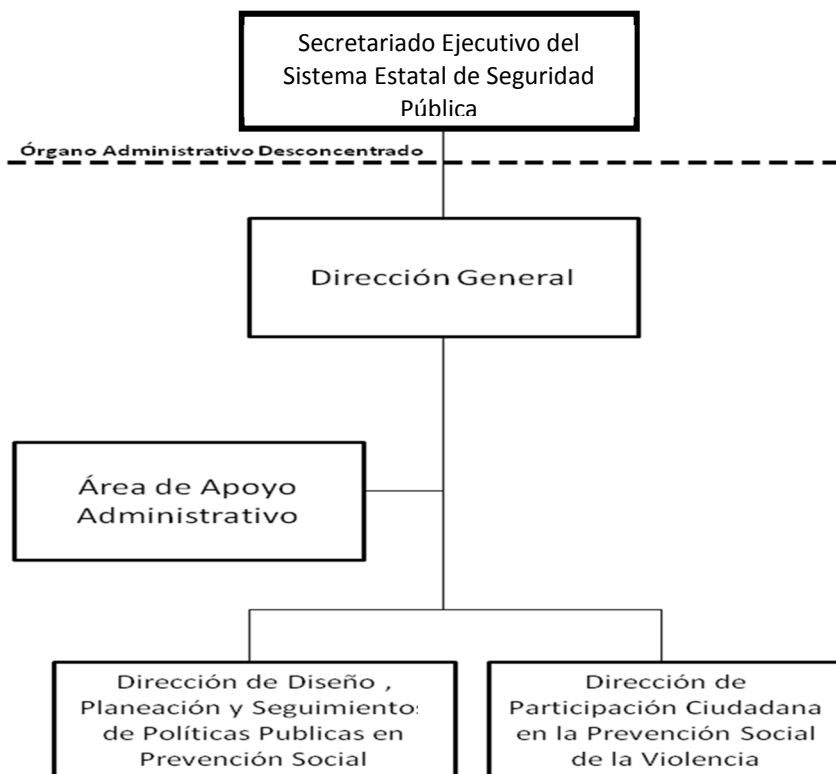 Secretariado Ejecutivo del
Sistema Estatal de Seguridad
Pública
Órgano Administrativo Desconcentrado
Dirección General
Área de Apoyo
Administrativo
Dirección de Diseño ,
Planeación y Seguimientos
de Políticas Publicas en
Prevención Social
Dirección de
Participación Ciudadana
en la Prevención Social
de la Violencia